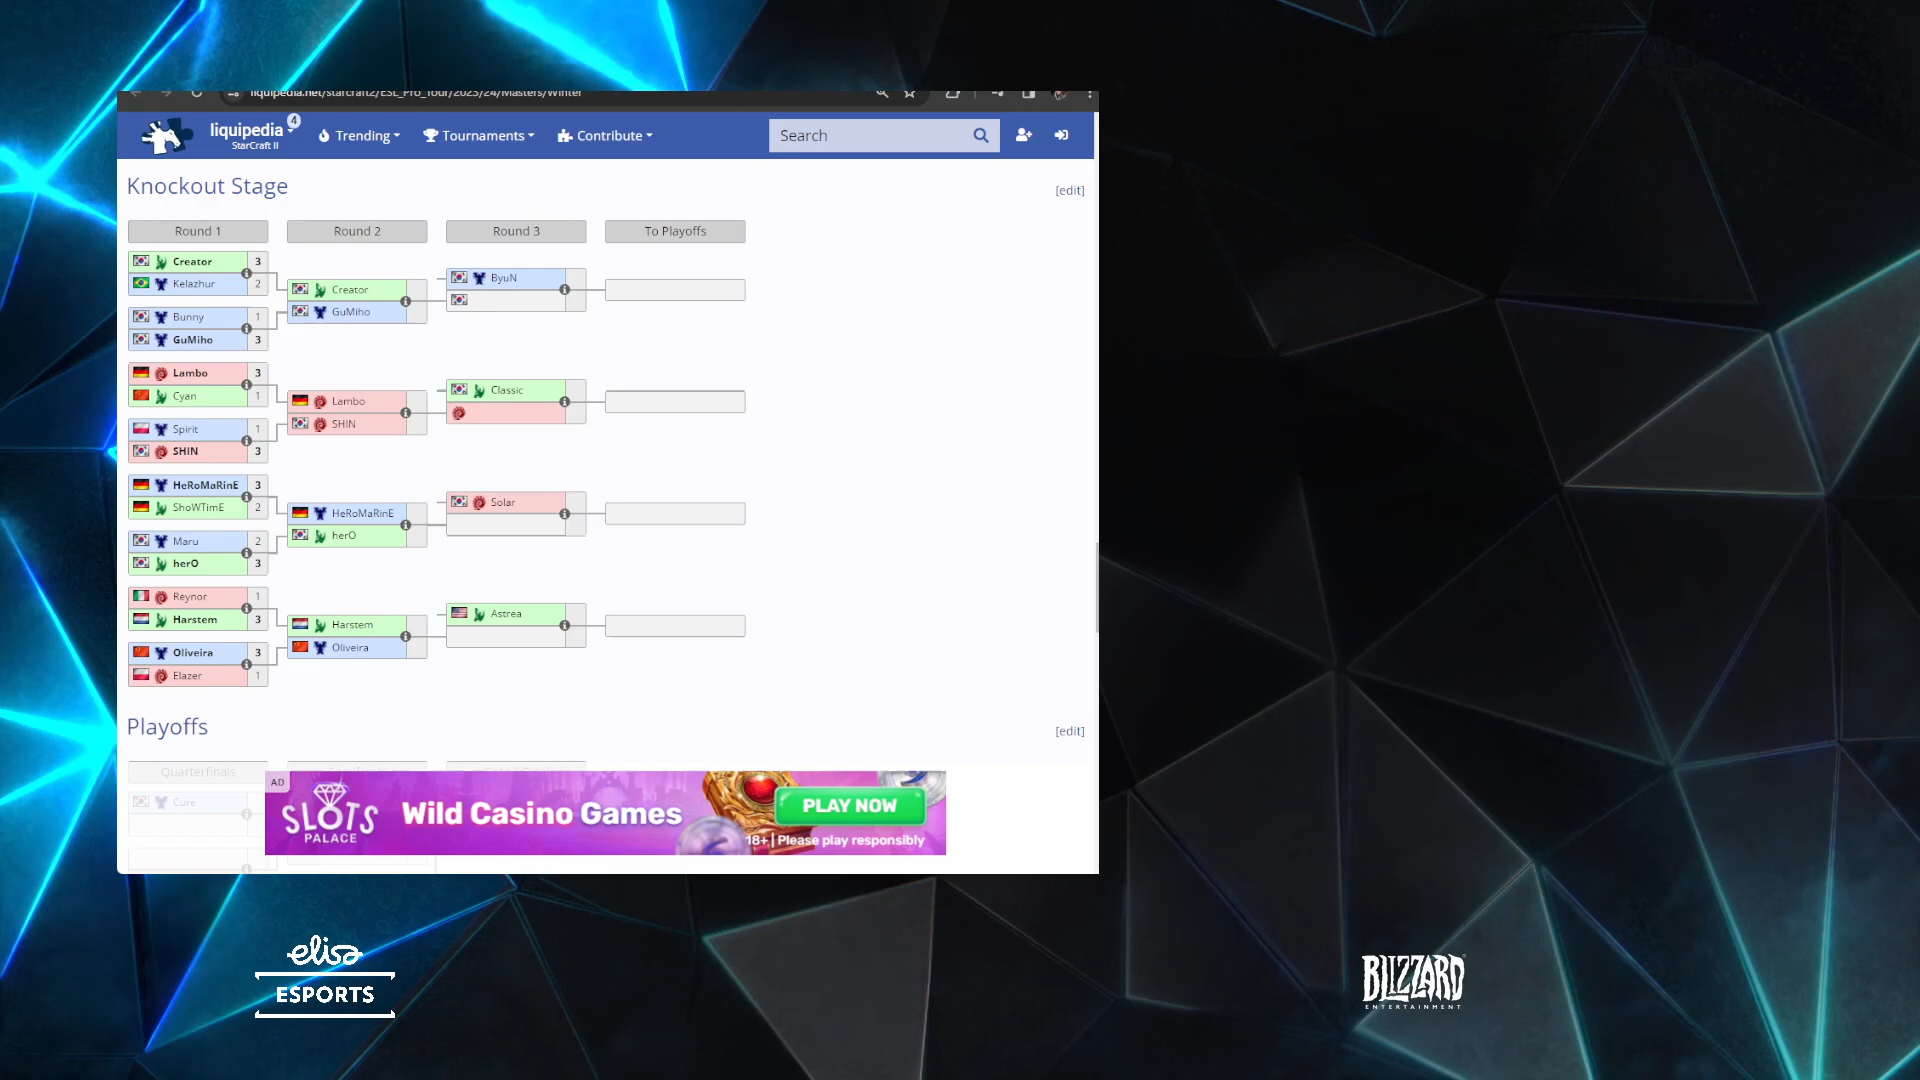 liquipedia.net/starcraft2/ESL_Pro_Tour/2023/24/Masters/Winter
liquipedia
StarCraft II
4
Trending
Tournaments
Contribute
Search
Knockout Stage
[edit]
Round 1
Round 2
Round 3
To Playoffs
Creator 3
Kelazhur 2
Bunny 1
GuMiho 3
Lambo 3
Cyan 1
Spirit 1
SHIN 3
HeRoMaRinE 3
ShoWTimE 2
Maru 2
herO 3
Reynor 1
Harstem 3
Oliveira 3
Elazer 1
Creator
GuMiho
Lambo
SHIN
HeRoMaRinE
herO
Harstem
Oliveira
ByuN
Classic
Solar
Astrea
Playoffs
[edit]
Quarterfinals
Cure
AD
SLOTS
PALACE
Wild Casino Games
PLAY NOW
18+ | Please play responsibly
elisa
ESPORTS
BLIZZARD
ENTERTAINMENT